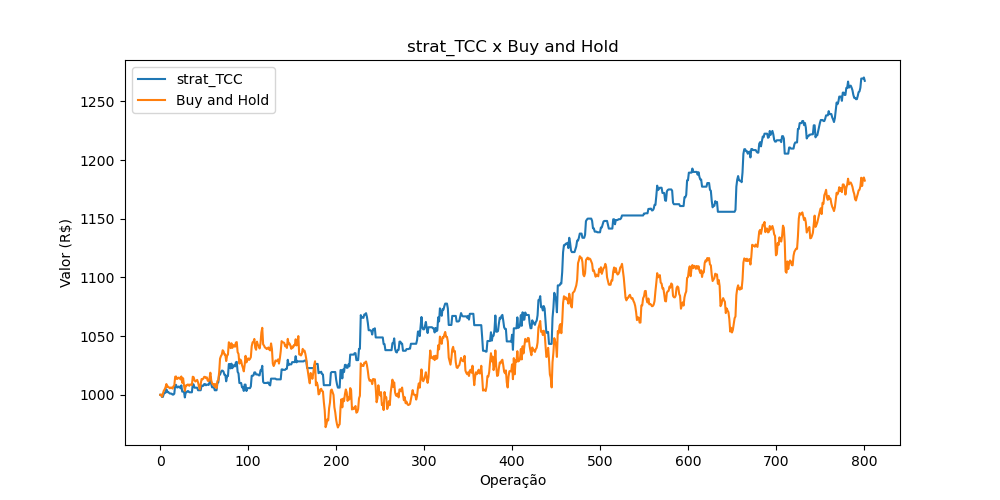 strat_TCC x Buy and Hold
strat_TCC
Buy and Hold
Valor (R$)
1250
1200
1150
1100
1050
1000
0 100 200 300 400 500 600 700 800
Operação